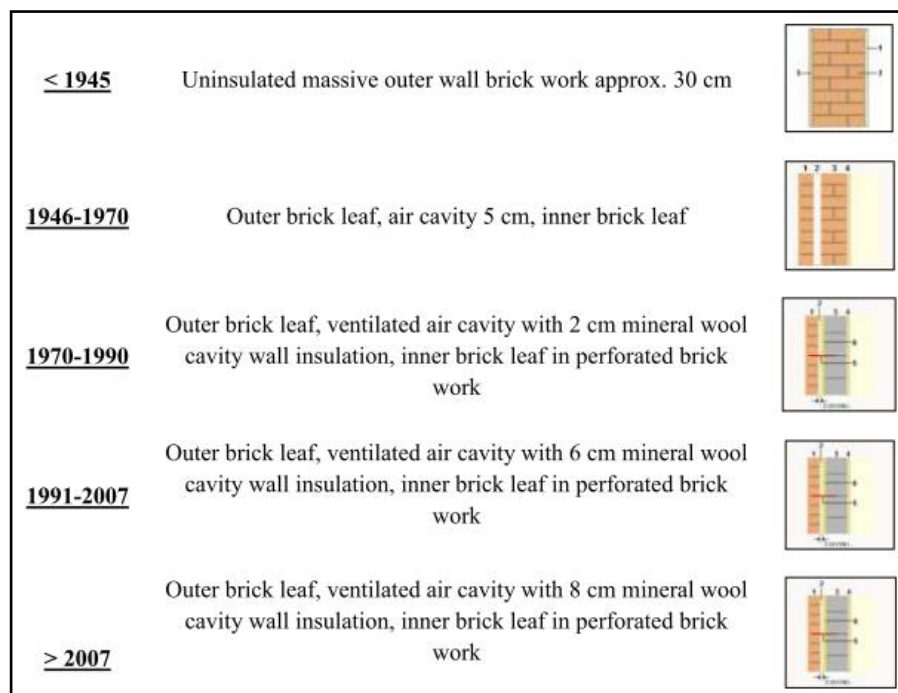 < 1945
Uninsulated massive outer wall brick work approx. 30 cm
1946-1970
Outer brick leaf, air cavity 5 cm, inner brick leaf
1 2 3 4
1970-1990
Outer brick leaf, ventilated air cavity with 2 cm mineral wool
cavity wall insulation, inner brick leaf in perforated brick
work
1991-2007
Outer brick leaf, ventilated air cavity with 6 cm mineral wool
cavity wall insulation, inner brick leaf in perforated brick
work
> 2007
Outer brick leaf, ventilated air cavity with 8 cm mineral wool
cavity wall insulation, inner brick leaf in perforated brick
work